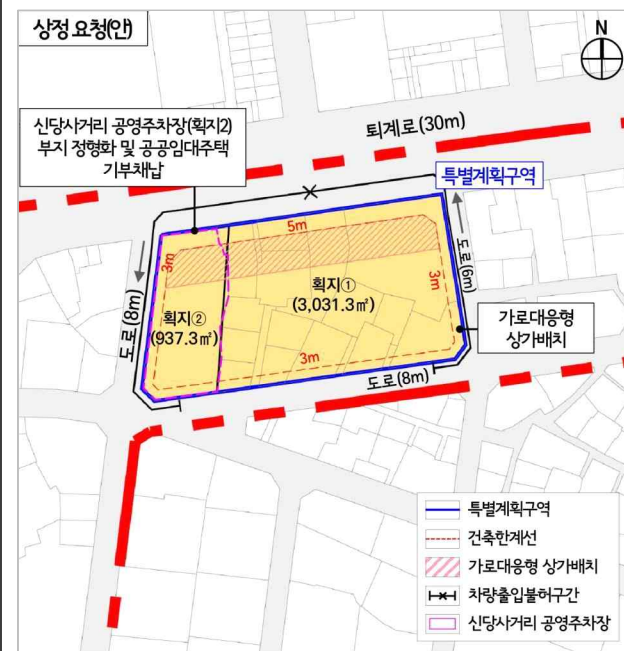 상정 요청(안)
N
신당사거리 공영주차장(획지2)
부지 정형화 및 공공임대주택
기부채납
퇴계로(30m)
특별계획구역
5m
3m
도로(6m)
획지①
(3,031.3㎡)
3m
획지②
(937.3㎡)
도로(8m)
가로대응형
상가배치
3m
도로(8m)
특별계획구역
건축한계선
가로대응형 상가배치
차량출입불허구간
신당사거리 공영주차장